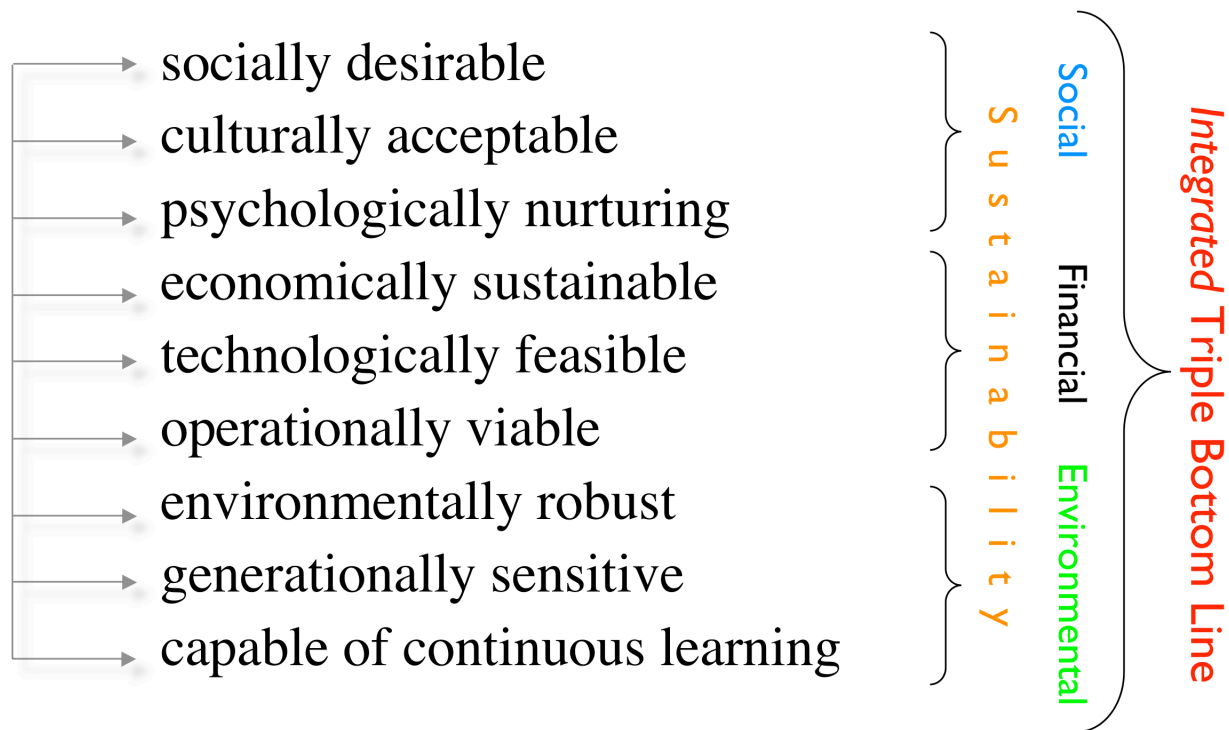 socially desirable
culturally acceptable
psychologically nurturing
economically sustainable
technologically feasible
operationally viable
environmentally robust
generationally sensitive
capable of continuous learning
Sustainability
Social
Financial
Environmental
Integrated Triple Bottom Line